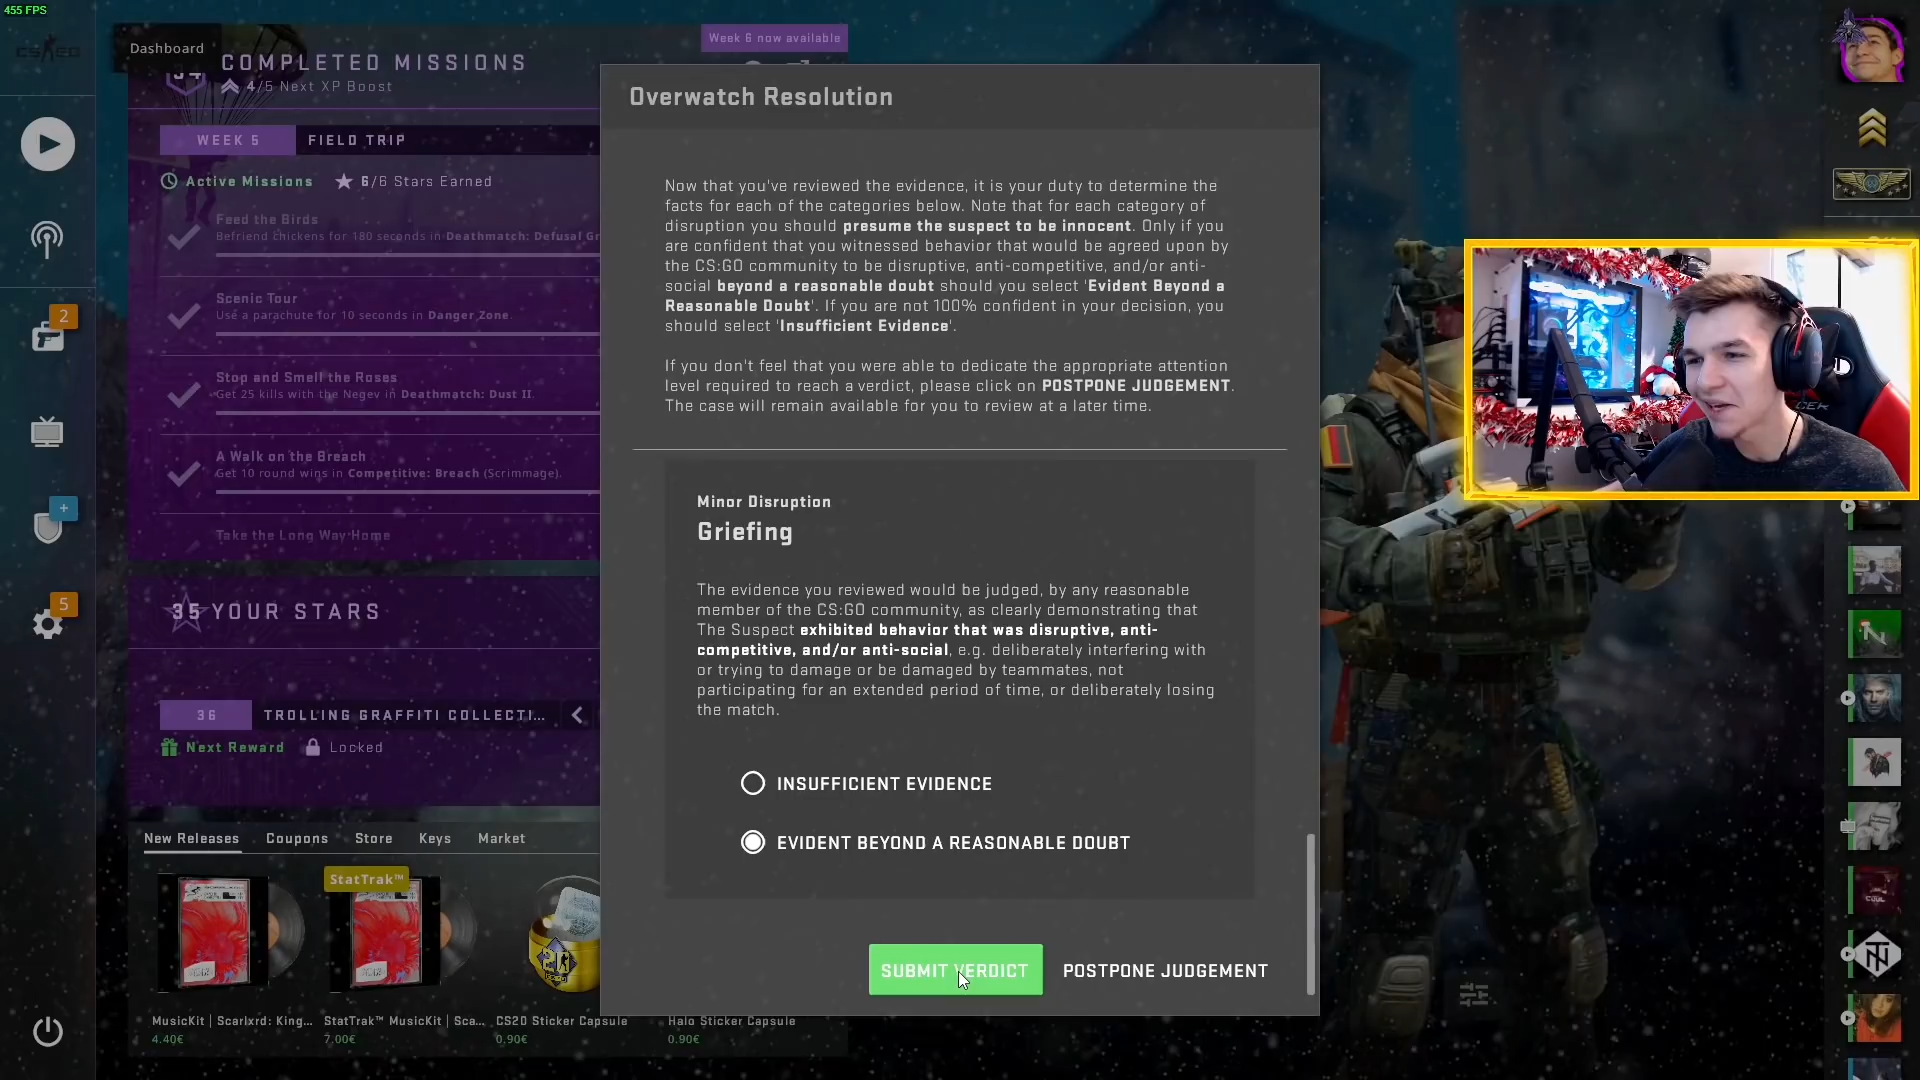 455 FPS
CS:GO
Dashboard
Week 6 now available
COMPLETED MISSIONS
4/5 Next XP Boost
WEEK 5
FIELD TRIP
Active Missions
6/6 Stars Earned
Feed the Birds
Befriend chickens for 180 seconds in Deathmatch: Defusal Gr
Scenic Tour
Use a parachute for 10 seconds in Danger Zone.
Stop and Smell the Roses
Get 25 kills with the Negev in Deathmatch: Dust II.
A Walk on the Breach
Get 10 round wins in Competitive: Breach (Scrimmage).
Take the Long Way Home
35 YOUR STARS
36
TROLLING GRAFFITI COLLECTI...
Next Reward
Locked
New Releases
Coupons
Store
Keys
Market
StatTrak™
MusicKit | Scarlxrd: King...
4.40€
StatTrak™ MusicKit | Sca...
7.00€
CS20 Sticker Capsule
0.90€
Halo Sticker Capsule
0.90€
2
+
5
Overwatch Resolution
Now that you've reviewed the evidence, it is your duty to determine the
facts for each of the categories below. Note that for each category of
disruption you should presume the suspect to be innocent. Only if you
are confident that you witnessed behavior that would be agreed upon by
the CS:GO community to be disruptive, anti-competitive, and/or anti-
social beyond a reasonable doubt should you select 'Evident Beyond a
Reasonable Doubt'. If you are not 100% confident in your decision, you
should select 'Insufficient Evidence'.
If you don't feel that you were able to dedicate the appropriate attention
level required to reach a verdict, please click on POSTPONE JUDGEMENT.
The case will remain available for you to review at a later time.
Minor Disruption
Griefing
The evidence you reviewed would be judged, by any reasonable
member of the CS:GO community, as clearly demonstrating that
The Suspect exhibited behavior that was disruptive, anti-
competitive, and/or anti-social, e.g. deliberately interfering with
or trying to damage or be damaged by teammates, not
participating for an extended period of time, or deliberately losing
the match.
INSUFFICIENT EVIDENCE
EVIDENT BEYOND A REASONABLE DOUBT
SUBMIT VERDICT
POSTPONE JUDGEMENT